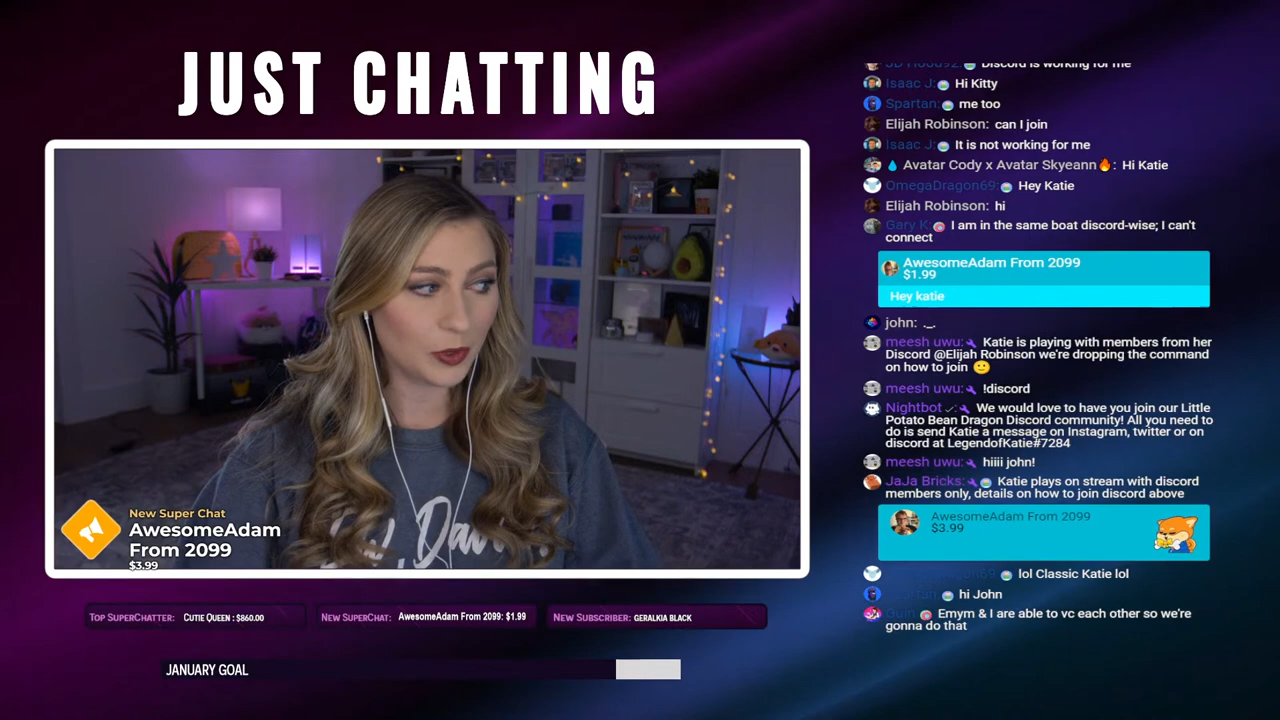 JUST CHATTING
Discord is working for me
Isaac J: Hi Kitty
Spartan: me too
Elijah Robinson: can I join
Isaac J: It is not working for me
Avatar Cody x Avatar Skyeann🔥: Hi Katie
OmegaDragon69: Hey Katie
Elijah Robinson: hi
Gary K: I am in the same boat discord-wise; I can't
connect
AwesomeAdam From 2099
$1.99
Hey katie
john: ._.
meesh uwu: Katie is playing with members from her
Discord @Elijah Robinson we're dropping the command
on how to join 🙂
meesh uwu: !discord
Nightbot: We would love to have you join our Little
Potato Bean Dragon Discord community! All you need to
do is send Katie a message on Instagram, twitter or on
discord at LegendofKatie#7284
meesh uwu: hiiii john!
JaJa Bricks: Katie plays on stream with discord
members only, details on how to join discord above
AwesomeAdam From 2099
$3.99
lol Classic Katie lol
hi John
Emym & I are able to vc each other so we're
gonna do that
New Super Chat
AwesomeAdam
From 2099
$3.99
TOP SUPERCHATTER: CUTIE QUEEN : $860.00
NEW SUPERCHAT: AwesomeAdam From 2099: $1.99
NEW SUBSCRIBER: GERALKIA BLACK
JANUARY GOAL